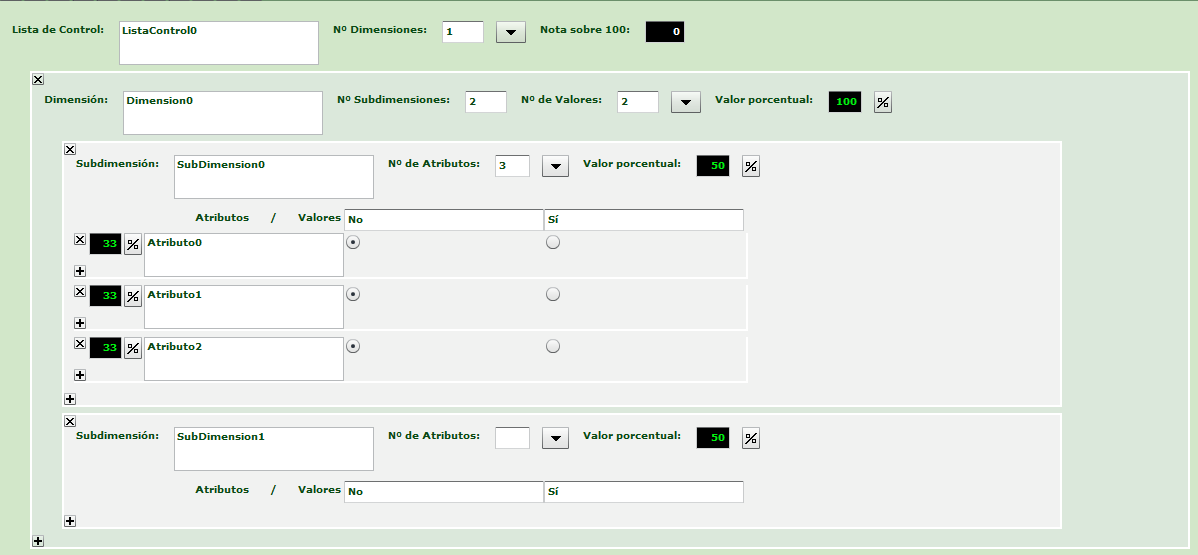 Lista de Control: ListaControl0 Nº Dimensiones: 1 Nota sobre 100: 0
Dimensión: Dimension0 Nº Subdimensiones: 2 Nº de Valores: 2 Valor porcentual: 100 %
Subdimensión: SubDimension0 Nº de Atributos: 3 Valor porcentual: 50 %
Atributos / Valores No Sí
33 % Atributo0
33 % Atributo1
33 % Atributo2
Subdimensión: SubDimension1 Nº de Atributos: Valor porcentual: 50 %
Atributos / Valores No Sí